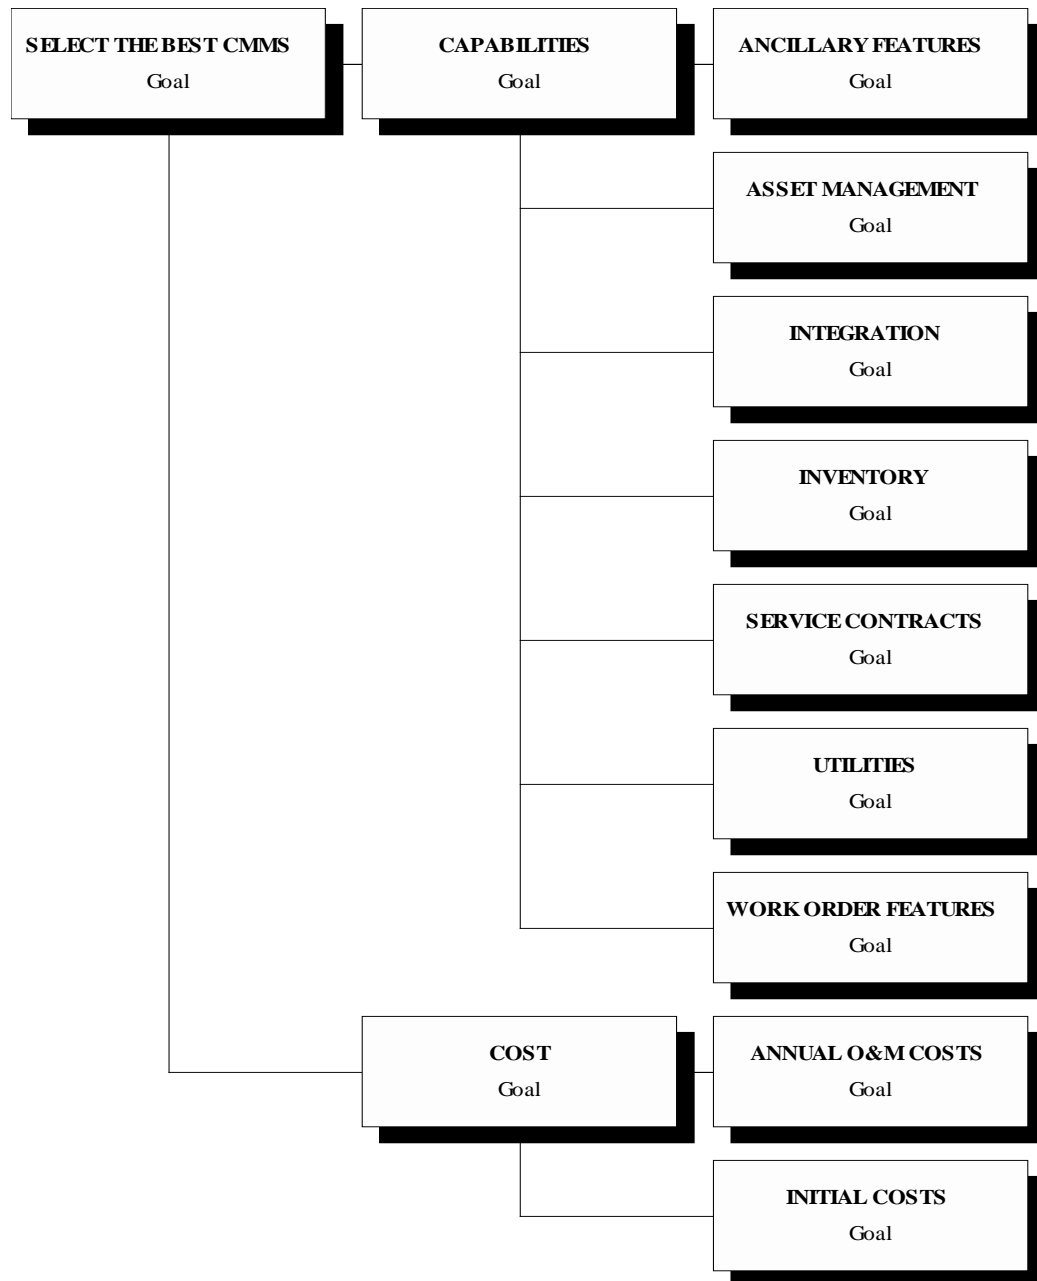 SELECT THE BEST CMMS
Goal
CAPABILITIES
Goal
ANCILLARY FEATURES
Goal
ASSET MANAGEMENT
Goal
INTEGRATION
Goal
INVENTORY
Goal
SERVICE CONTRACTS
Goal
UTILITIES
Goal
WORK ORDER FEATURES
Goal
COST
Goal
ANNUAL O&M COSTS
Goal
INITIAL COSTS
Goal